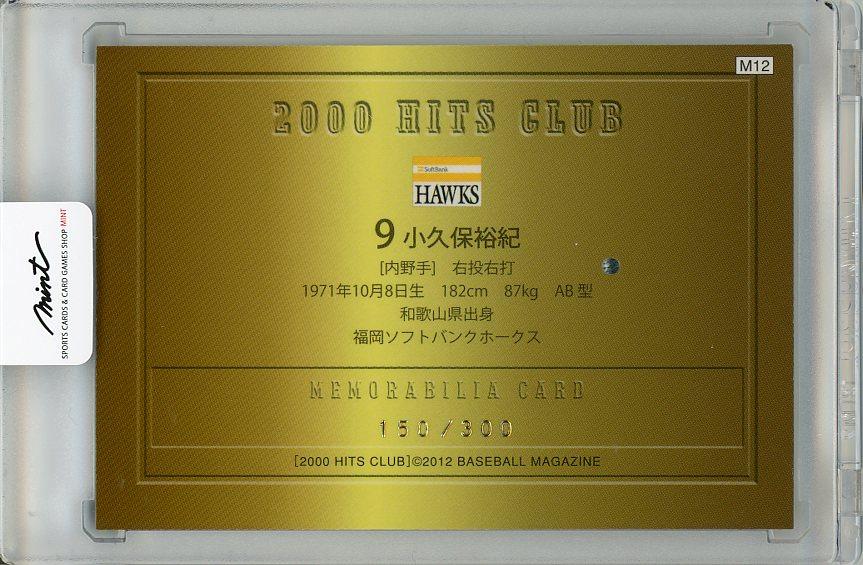 M12
2000 HITS CLUB
SoftBank
HAWKS
9 小久保裕紀
[内野手] 右投右打
1971年10月8日生 182cm 87kg AB型
和歌山県出身
福岡ソフトバンクホークス
MEMORABILIA CARD
150/300
[2000 HITS CLUB]©2012 BASEBALL MAGAZINE
mint
SPORTS CARDS & CARD GAMES SHOP MINT